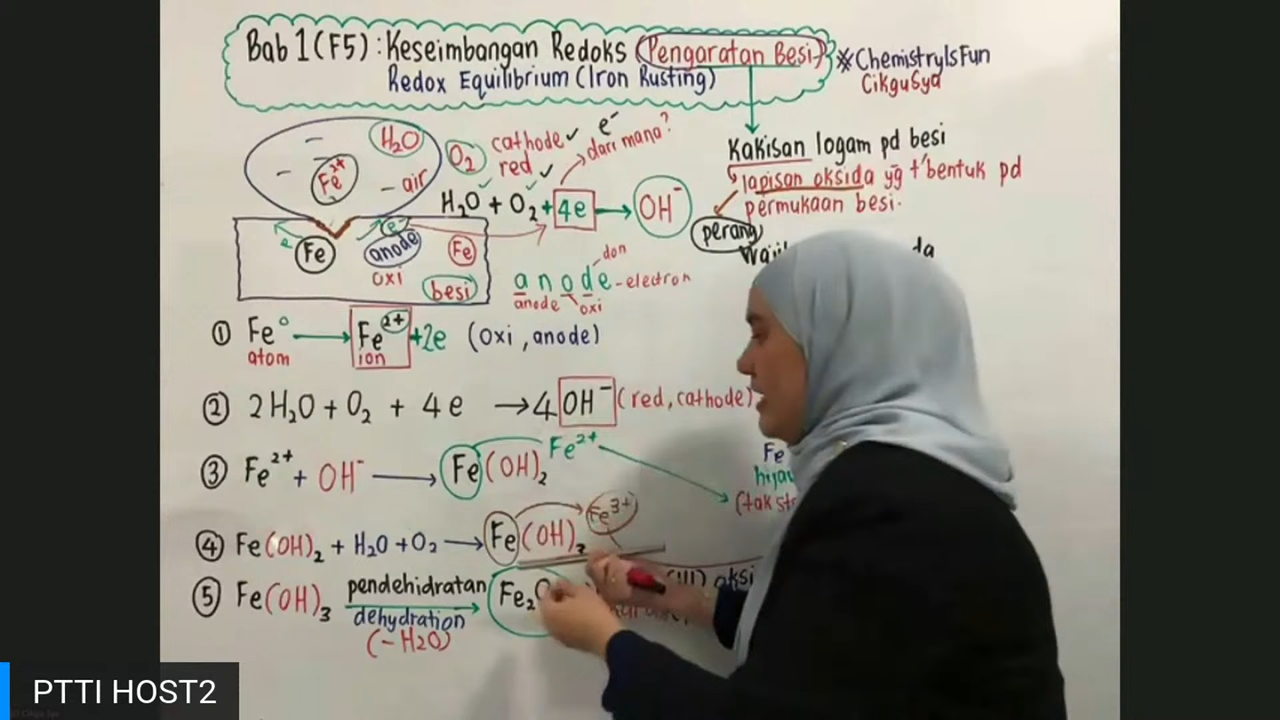 Bab 1 (F5) : Keseimbangan Redoks (Pengaratan Besi)
Redox Equilibrium (Iron Rusting)
*ChemistryIsFun
CikguSya
H₂O
Fe²⁺
- air
O₂
cathode ✓
red ✓
e⁻
dari mana?
H₂O + O₂ + 4e → OH⁻
Kakisan logam pd besi
lapisan oksida yg t'bentuk pd
permukaan besi.
perang
e
e⁻
Fe
anode
oxi
Fe
besi
don
anode - electron
anode oxi
① Fe° → Fe²⁺ + 2e (oxi, anode)
atom ion
② 2H₂O + O₂ + 4e → 4OH⁻ (red, cathode)
③ Fe²⁺ + OH⁻ → Fe(OH)₂ Fe²⁺
Fe
④ Fe(OH)₂ + H₂O + O₂ → Fe(OH)₃ Fe³⁺
⑤ Fe(OH)₃ pendehidratan Fe₂O
dehydration
(- H₂O)
PTTI HOST2